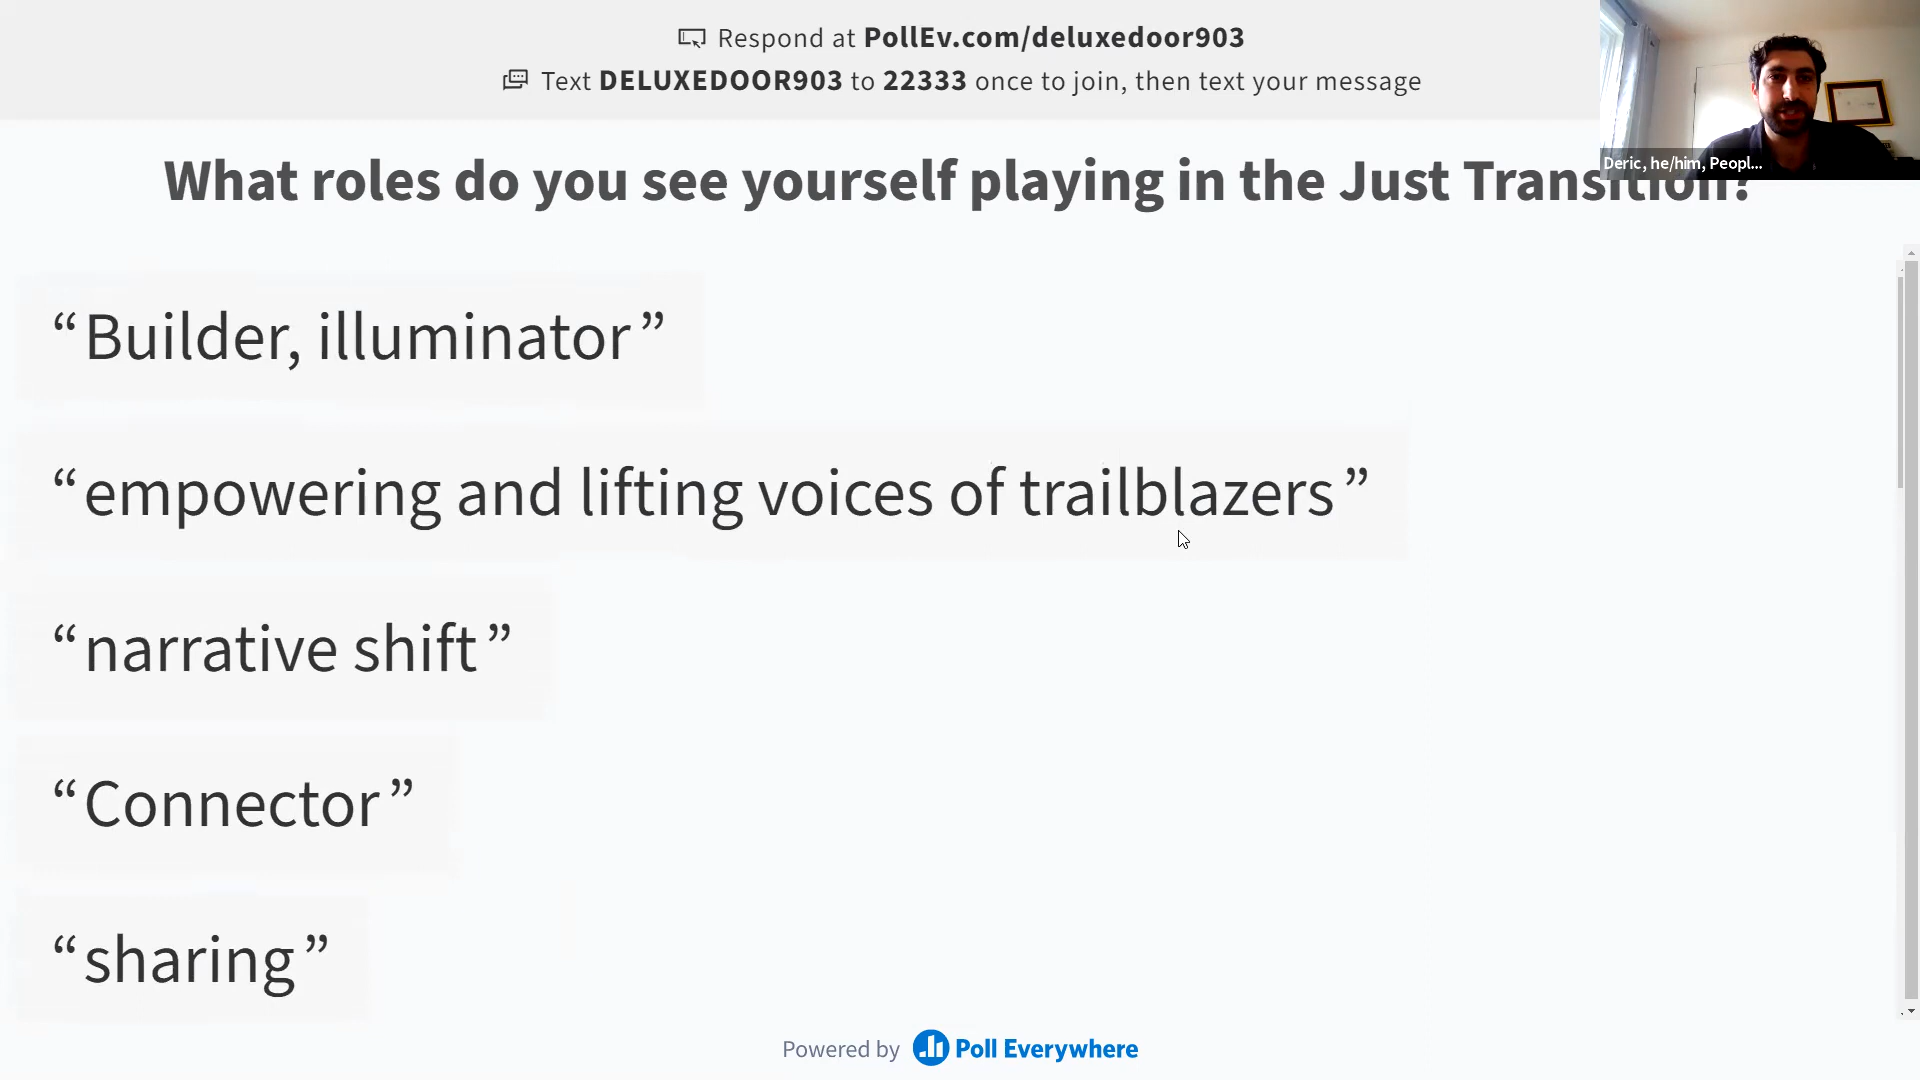 Respond at PollEv.com/deluxedoor903
Text DELUXEDOOR903 to 22333 once to join, then text your message
Deric, he/him, Peopl...
What roles do you see yourself playing in the Just Transition?
“Builder, illuminator”
“empowering and lifting voices of trailblazers”
“narrative shift”
“Connector”
“sharing”
Powered by Poll Everywhere